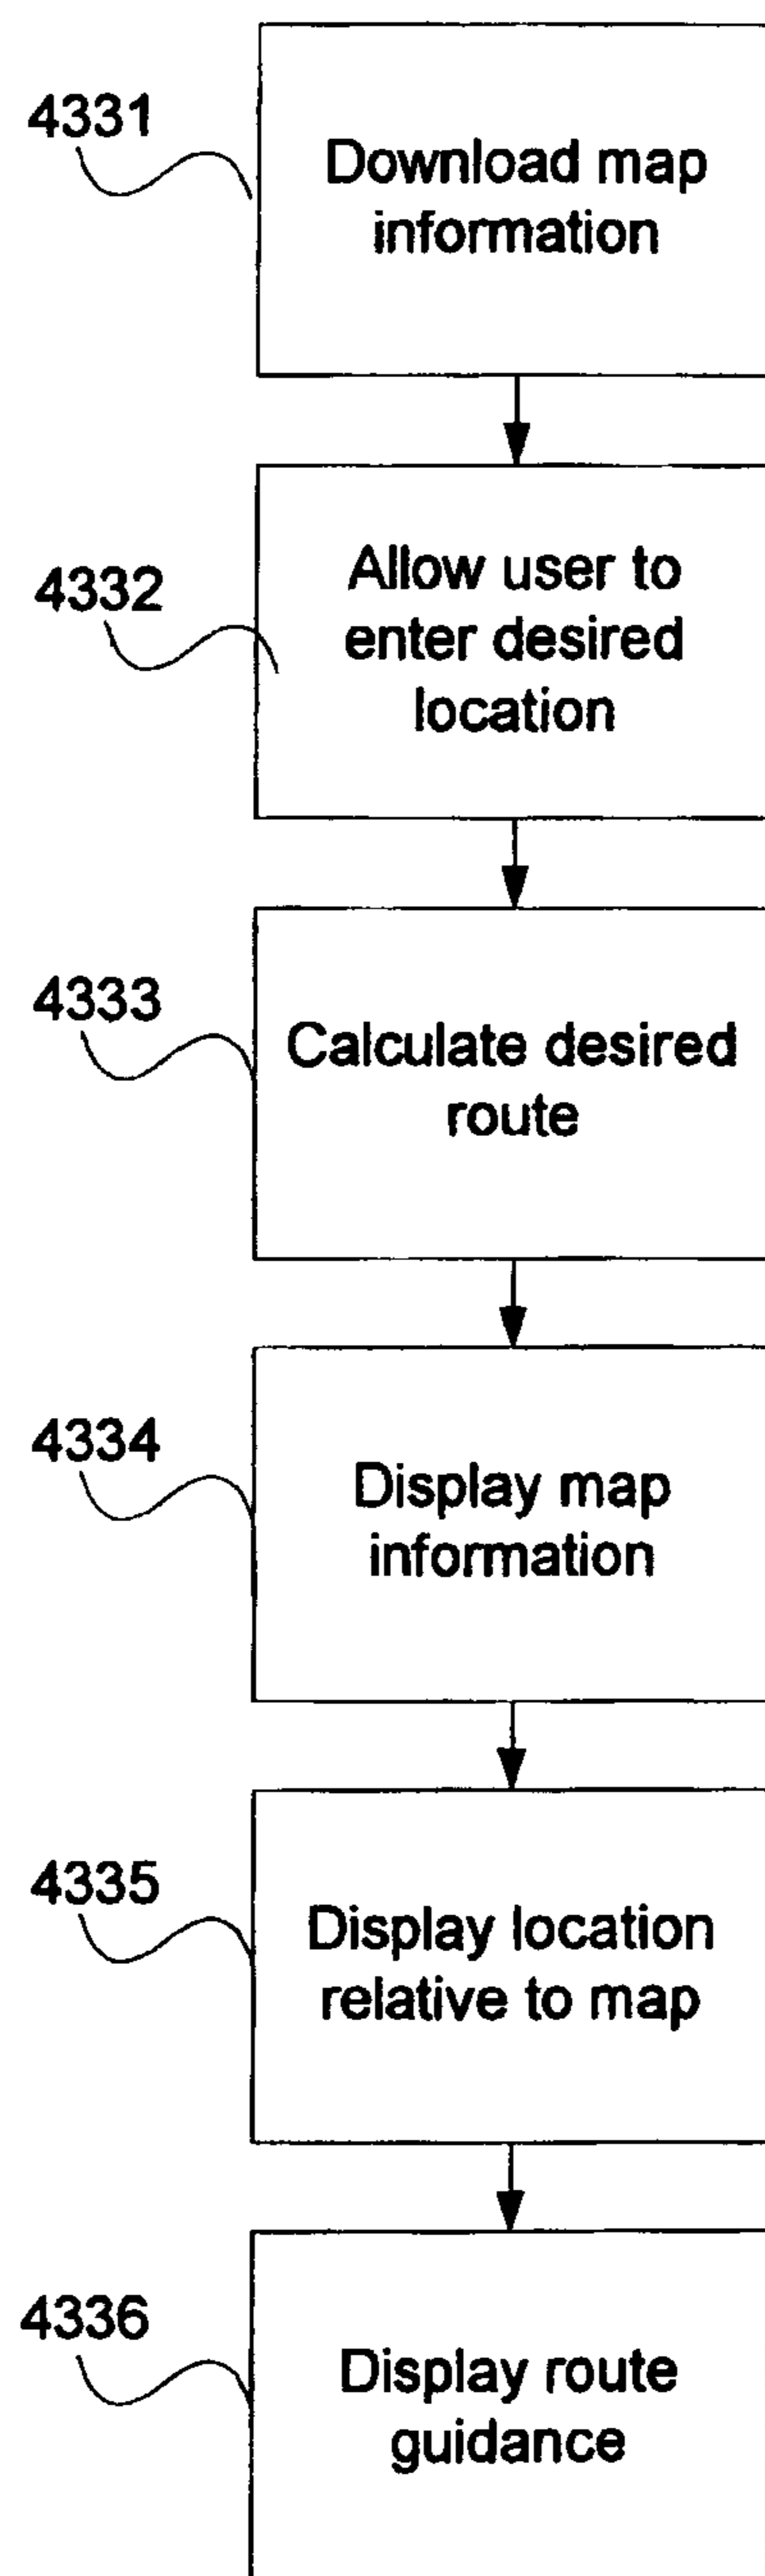 4331
Download map
information
4332
Allow user to
enter desired
location
4333
Calculate desired
route
4334
Display map
information
4335
Display location
relative to map
4336
Display route
guidance